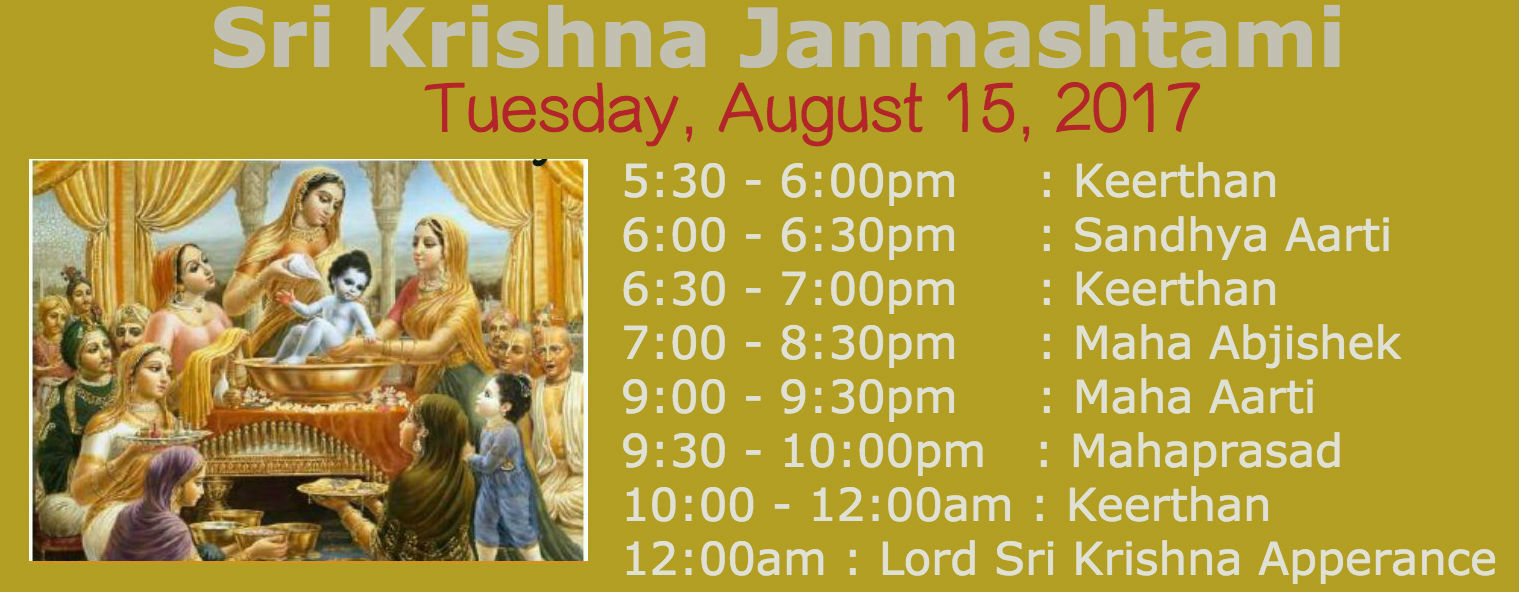 Sri Krishna Janmashtami
Tuesday, August 15, 2017
5:30 - 6:00pm : Keerthan
6:00 - 6:30pm : Sandhya Aarti
6:30 - 7:00pm : Keerthan
7:00 - 8:30pm : Maha Abjishek
9:00 - 9:30pm : Maha Aarti
9:30 - 10:00pm : Mahaprasad
10:00 - 12:00am : Keerthan
12:00am : Lord Sri Krishna Apperance